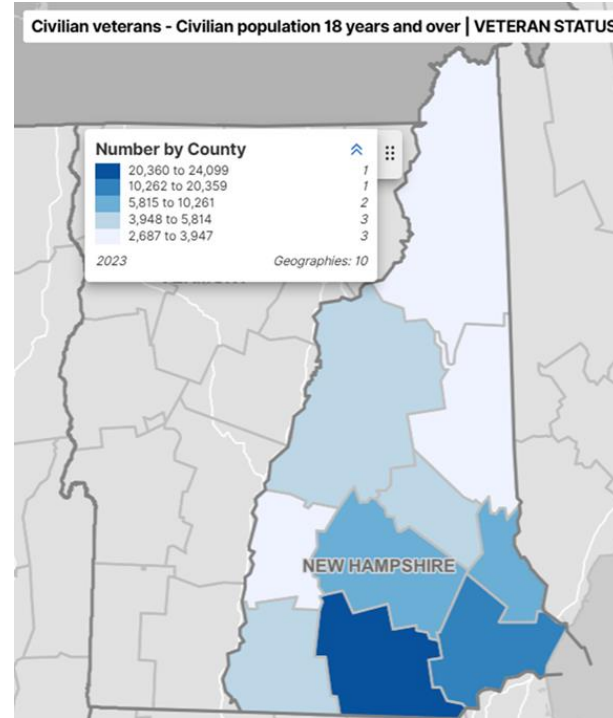 Civilian veterans - Civilian population 18 years and over | VETERAN STATUS
Number by County
20,360 to 24,099 1
10,262 to 20,359 1
5,815 to 10,261 2
3,948 to 5,814 3
2,687 to 3,947 3
2023 Geographies: 10
NEW HAMPSHIRE